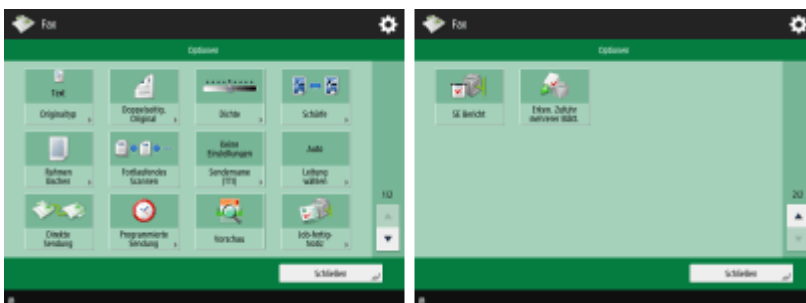 Fax
Optionen
Text
Originaltyp
Doppelseitig.
Original
Dichte
Schärfe
Rahmen
löschen
Fortlaufendes
Scannen
Keine
Einstellungen
Sendername
(TTI)
Auto
Leitung
wählen
Direkte
Sendung
Programmierte
Sendung
Vorschau
Job-Fertig-
Notiz
1/2
Schließen
Fax
Optionen
SE Bericht
Erkenn. Zufuhr
mehrerer Blätt.
2/2
Schließen